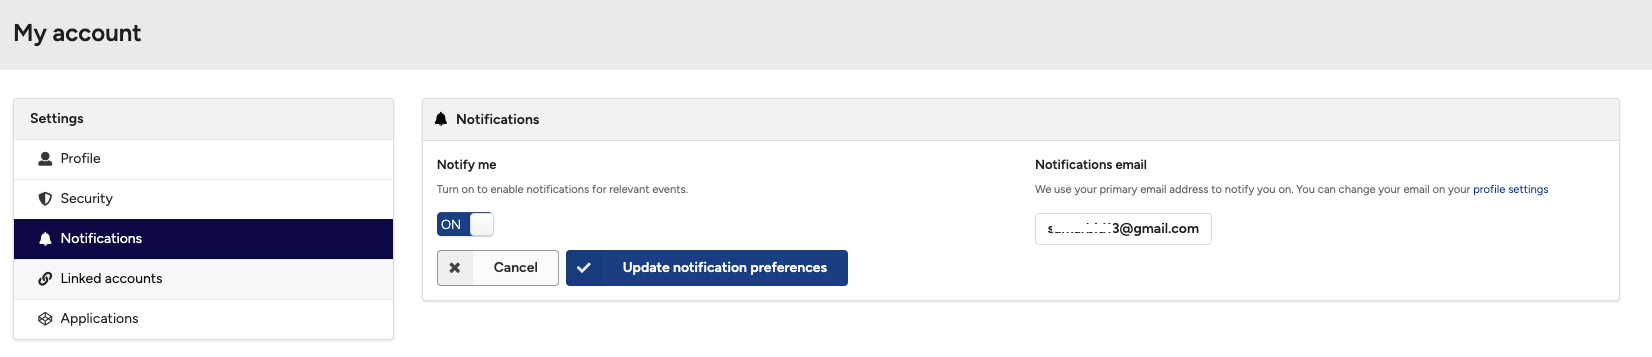 My account
Settings
Profile
Security
Notifications
Linked accounts
Applications
Notifications
Notify me
Turn on to enable notifications for relevant events.
ON
Cancel
Update notification preferences
Notifications email
We use your primary email address to notify you on. You can change your email on your profile settings
3@gmail.com